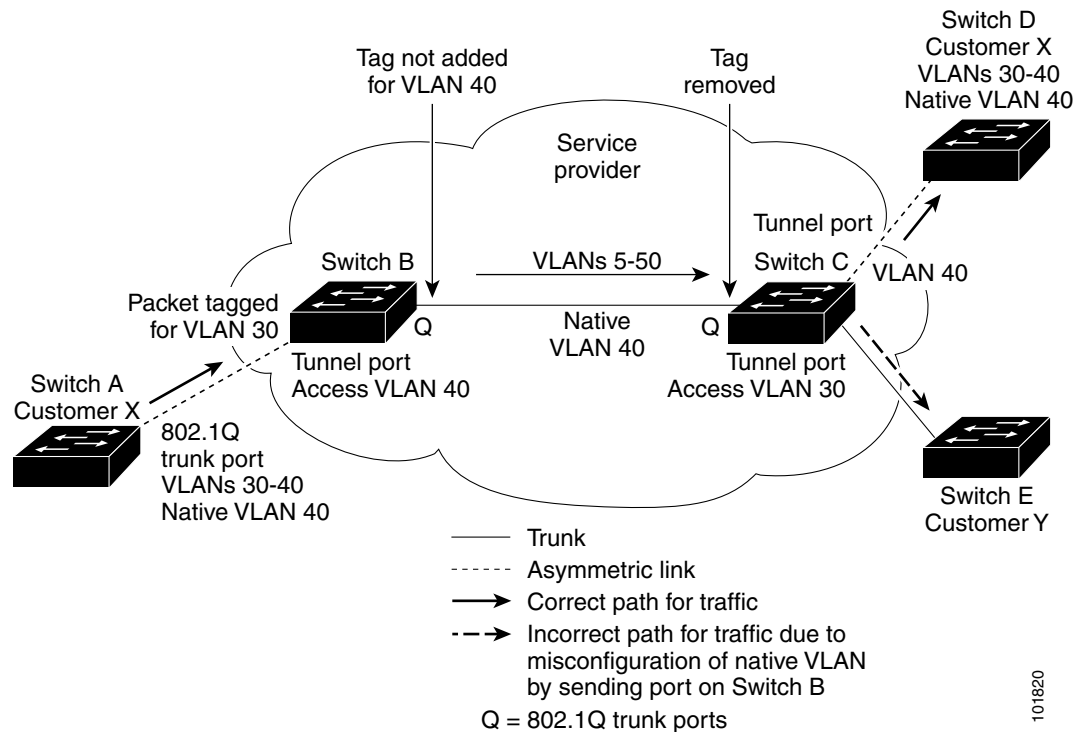 Tag not added
for VLAN 40
Tag
removed
Switch D
Customer X
VLANs 30-40
Native VLAN 40
Service
provider
Tunnel port
Switch B
VLANs 5-50
Switch C
VLAN 40
Packet tagged
for VLAN 30
Q
Native
VLAN 40
Q
Tunnel port
Access VLAN 40
Tunnel port
Access VLAN 30
Switch A
Customer X
802.1Q
trunk port
VLANs 30-40
Native VLAN 40
Switch E
Customer Y
Trunk
Asymmetric link
Correct path for traffic
Incorrect path for traffic due to
misconfiguration of native VLAN
by sending port on Switch B
Q = 802.1Q trunk ports
101820